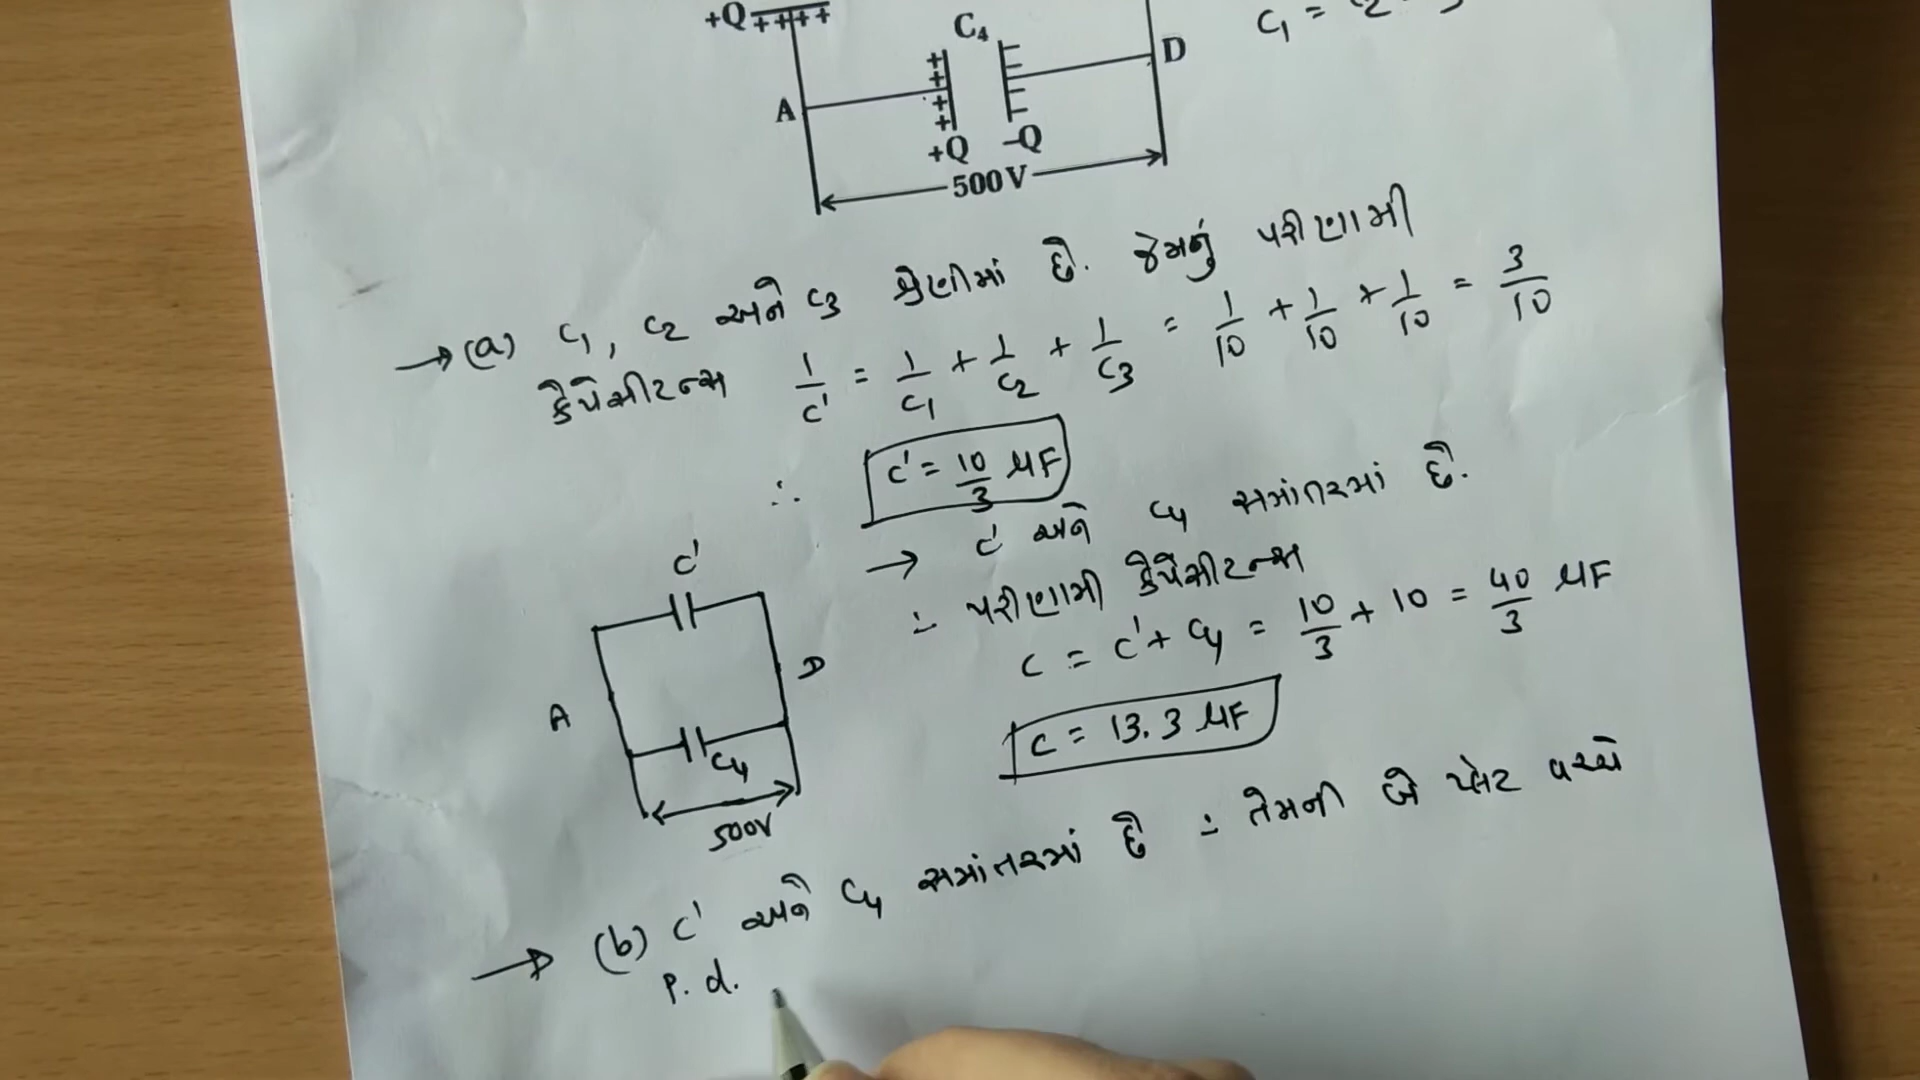 +Q ++++
C₄
C₁ =
A
D
+Q -Q
500 V
→ (a) C₁, C₂ અને C₃ શ્રેણીમાં છે. જેમનું પરિણામી
કેપેસીટન્સ 1/C' = 1/C₁ + 1/C₂ + 1/C₃ = 1/10 + 1/10 + 1/10 = 3/10
∴ C' = 10/3 μF
→ C' અને C₄ સમાંતરમાં છે.
∴ પરીણામી કેપેસીટન્સ
C = C' + C₄ = 10/3 + 10 = 40/3 μF
C = 13.3 μF
C'
A
D
C₄
500V
→ (b) C' અને C₄ સમાંતરમાં છે ∴ તેમની બે પ્લેટ વચ્ચે
p. d.